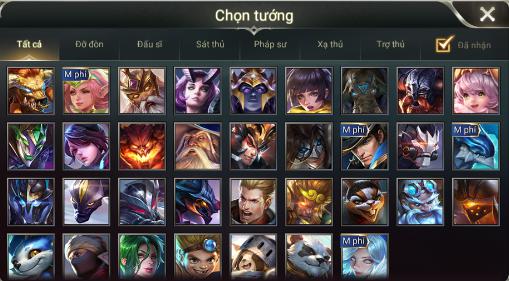 Chọn tướng
Tất cả Đỡ đòn Đấu sĩ Sát thủ Pháp sư Xạ thủ Trợ thủ Đã nhận
M phí
M phí M phí
M phí